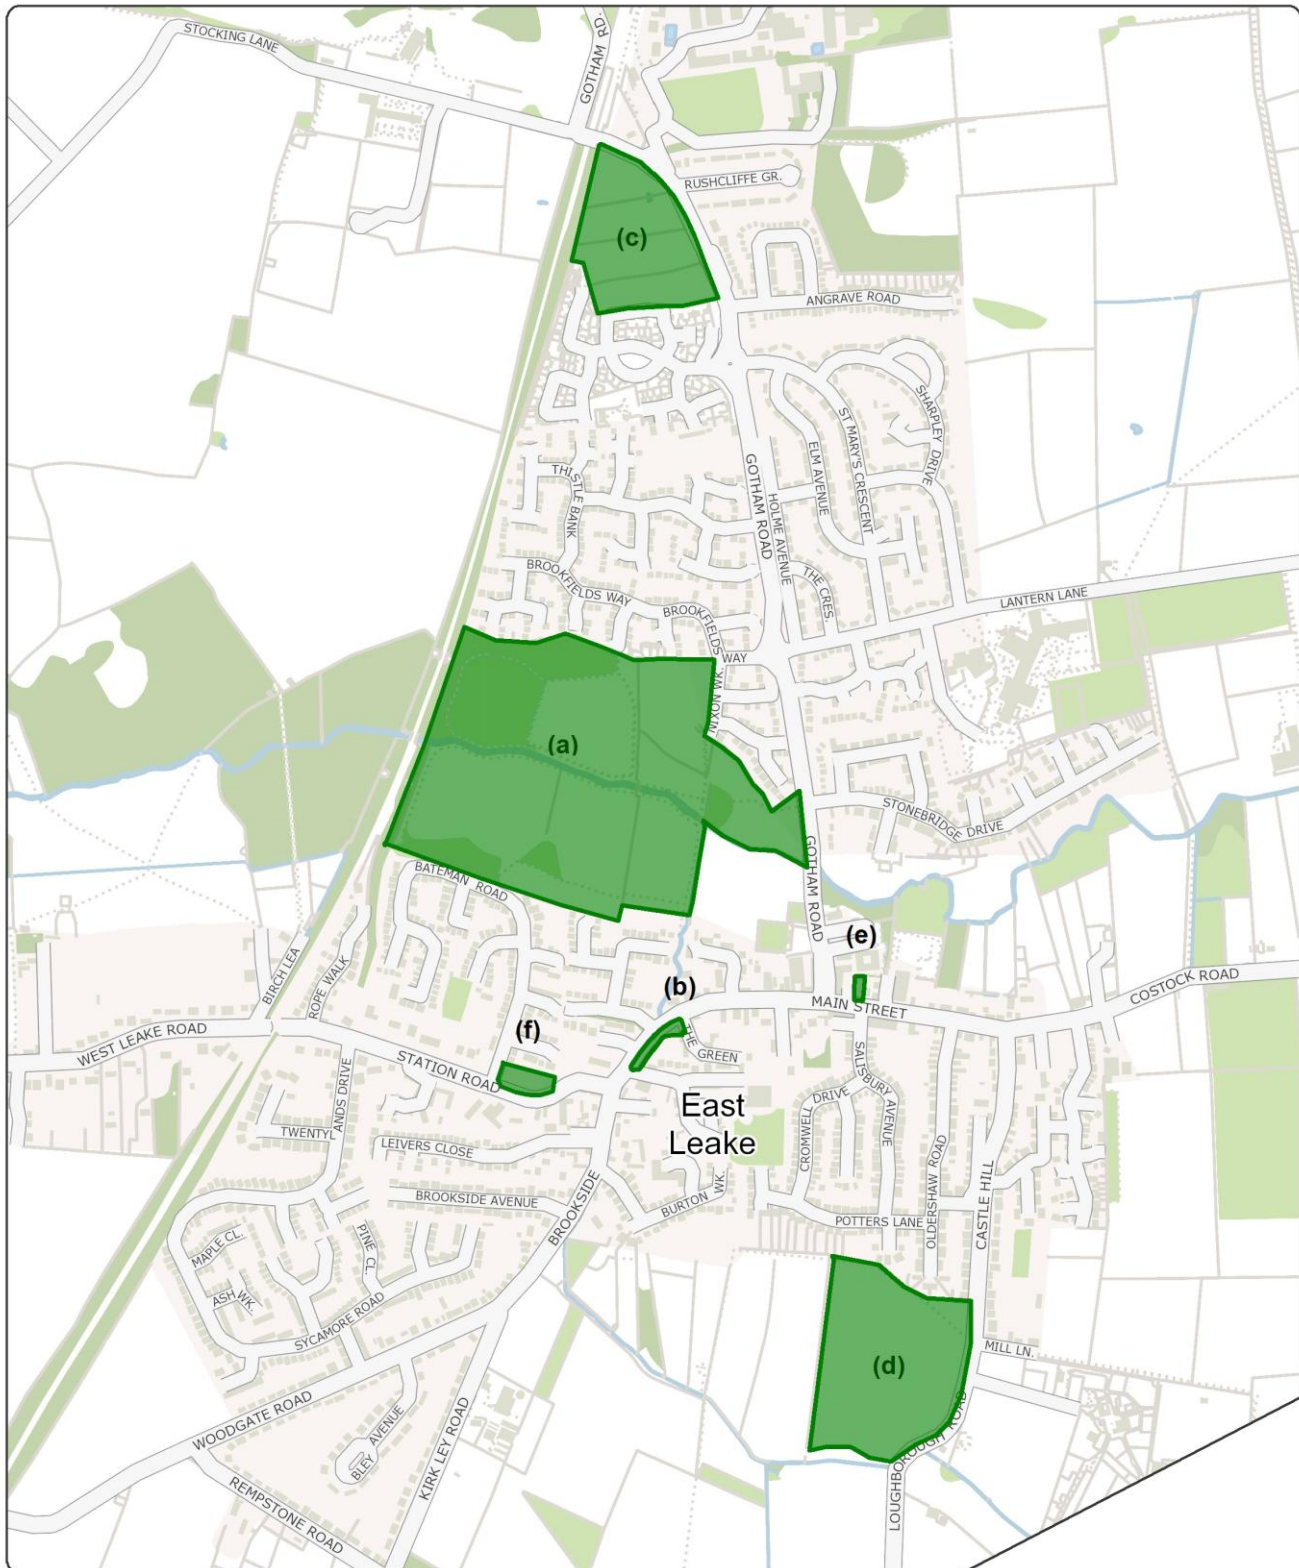 STOCKING LANE
GOTHAM RD.
RUSHCLIFFE GR.
(c)
ANGRAVE ROAD
SHARPLEY DRIVE
ST MARY'S CRESCENT
ELM AVENUE
GOTHAM ROAD
HOLME AVENUE
THISTLE BANK
BROOKFIELDS WAY
THE CRES.
BROOKFIELDS
WAY
LANTERN LANE
NIXON WK.
(a)
STONEBRIDGE DRIVE
GOTHAM ROAD
BATEMAN ROAD
(e)
BIRCH LEA
ROPE WALK
(b)
MAIN STREET
COSTOCK ROAD
WEST LEAKE ROAD
(f)
STATION ROAD
THE GREEN
SALISBURY AVENUE
East
Leake
CROMWELL DRIVE
TWENTYLANDS DRIVE
LEIVERS CLOSE
OLDERSHAW ROAD
CASTLE HILL
BROOKSIDE AVENUE
BROOKSIDE
BURTON WK.
POTTERS LANE
MAPLE CL.
PINE CL.
ASH WK.
SYCAMORE ROAD
MILL LN.
(d)
WOODGATE ROAD
BLEY AVENUE
KIRK LEY ROAD
LOUGHBOROUGH ROAD
REMPSTONE ROAD